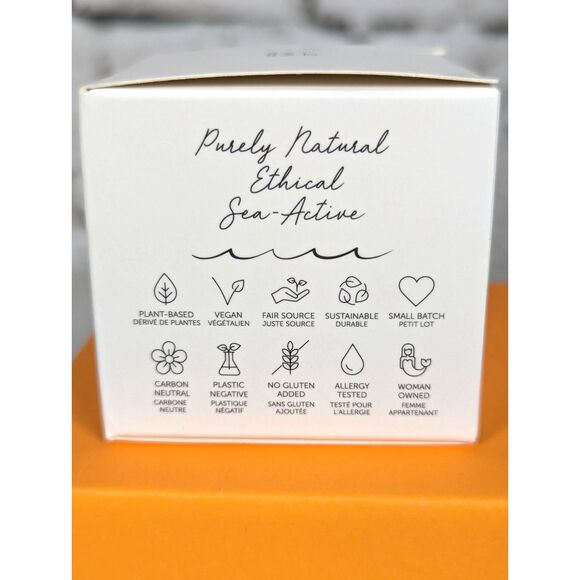 Purely Natural
Ethical
Sea-Active
PLANT-BASED
DÉRIVÉ DE PLANTES
VEGAN
VÉGÉTALIEN
FAIR SOURCE
JUSTE SOURCE
SUSTAINABLE
DURABLE
SMALL BATCH
PETIT LOT
CARBON
NEUTRAL
CARBONE
NEUTRE
PLASTIC
NEGATIVE
PLASTIQUE
NÉGATIF
NO GLUTEN
ADDED
SANS GLUTEN
AJOUTÉE
ALLERGY
TESTED
TESTÉ POUR
L'ALLERGIE
WOMAN
OWNED
FEMME
APPARTENANT